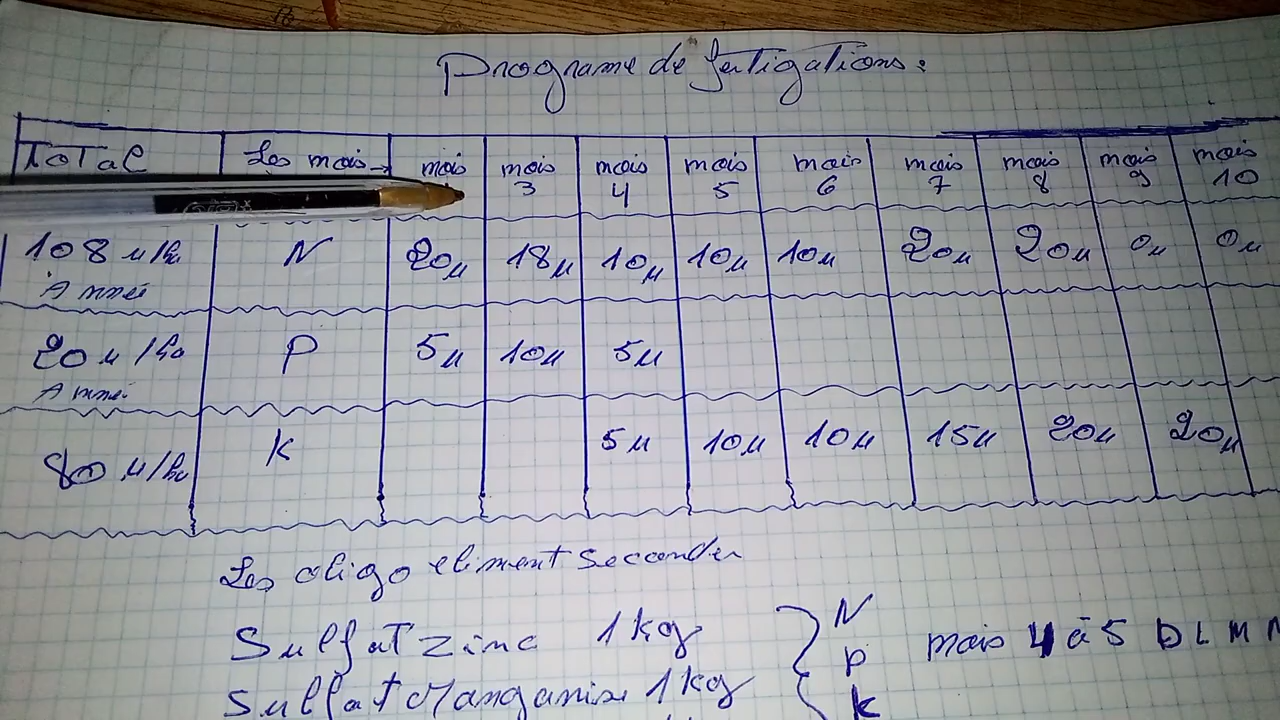 Programe de fertigations:
TOTal Les mois mois mois 3 mois 4 mois 5 mois 6 mois 7 mois 8 mois 9 mois 10
108 u/ha Année N 20u 18u 10u 10u 10u 20u 20u 0u 0u
20u/ha Année P 5u 10u 5u
80 u/ha K 5u 10u 10u 15u 20u 20u
Les oligo eliment seconder
Sulfat zinc 1kg N
P mois 4 à 5 D L M
Sulfat Manganise 1kg K